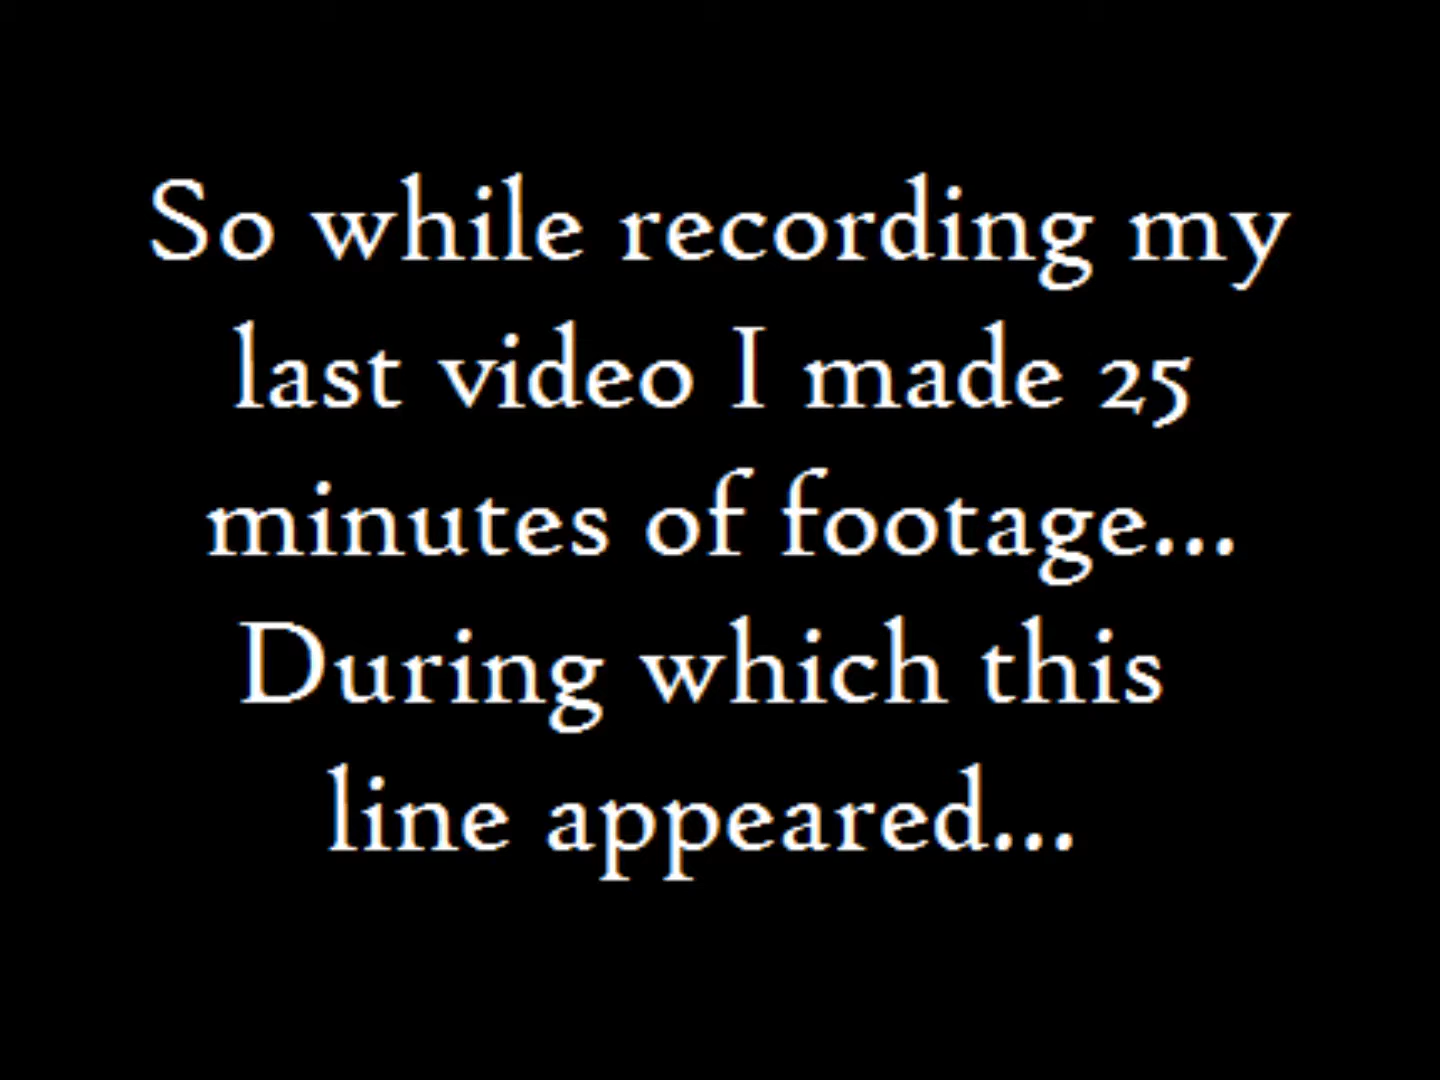 So while recording my
last video I made 25
minutes of footage...
During which this
line appeared...